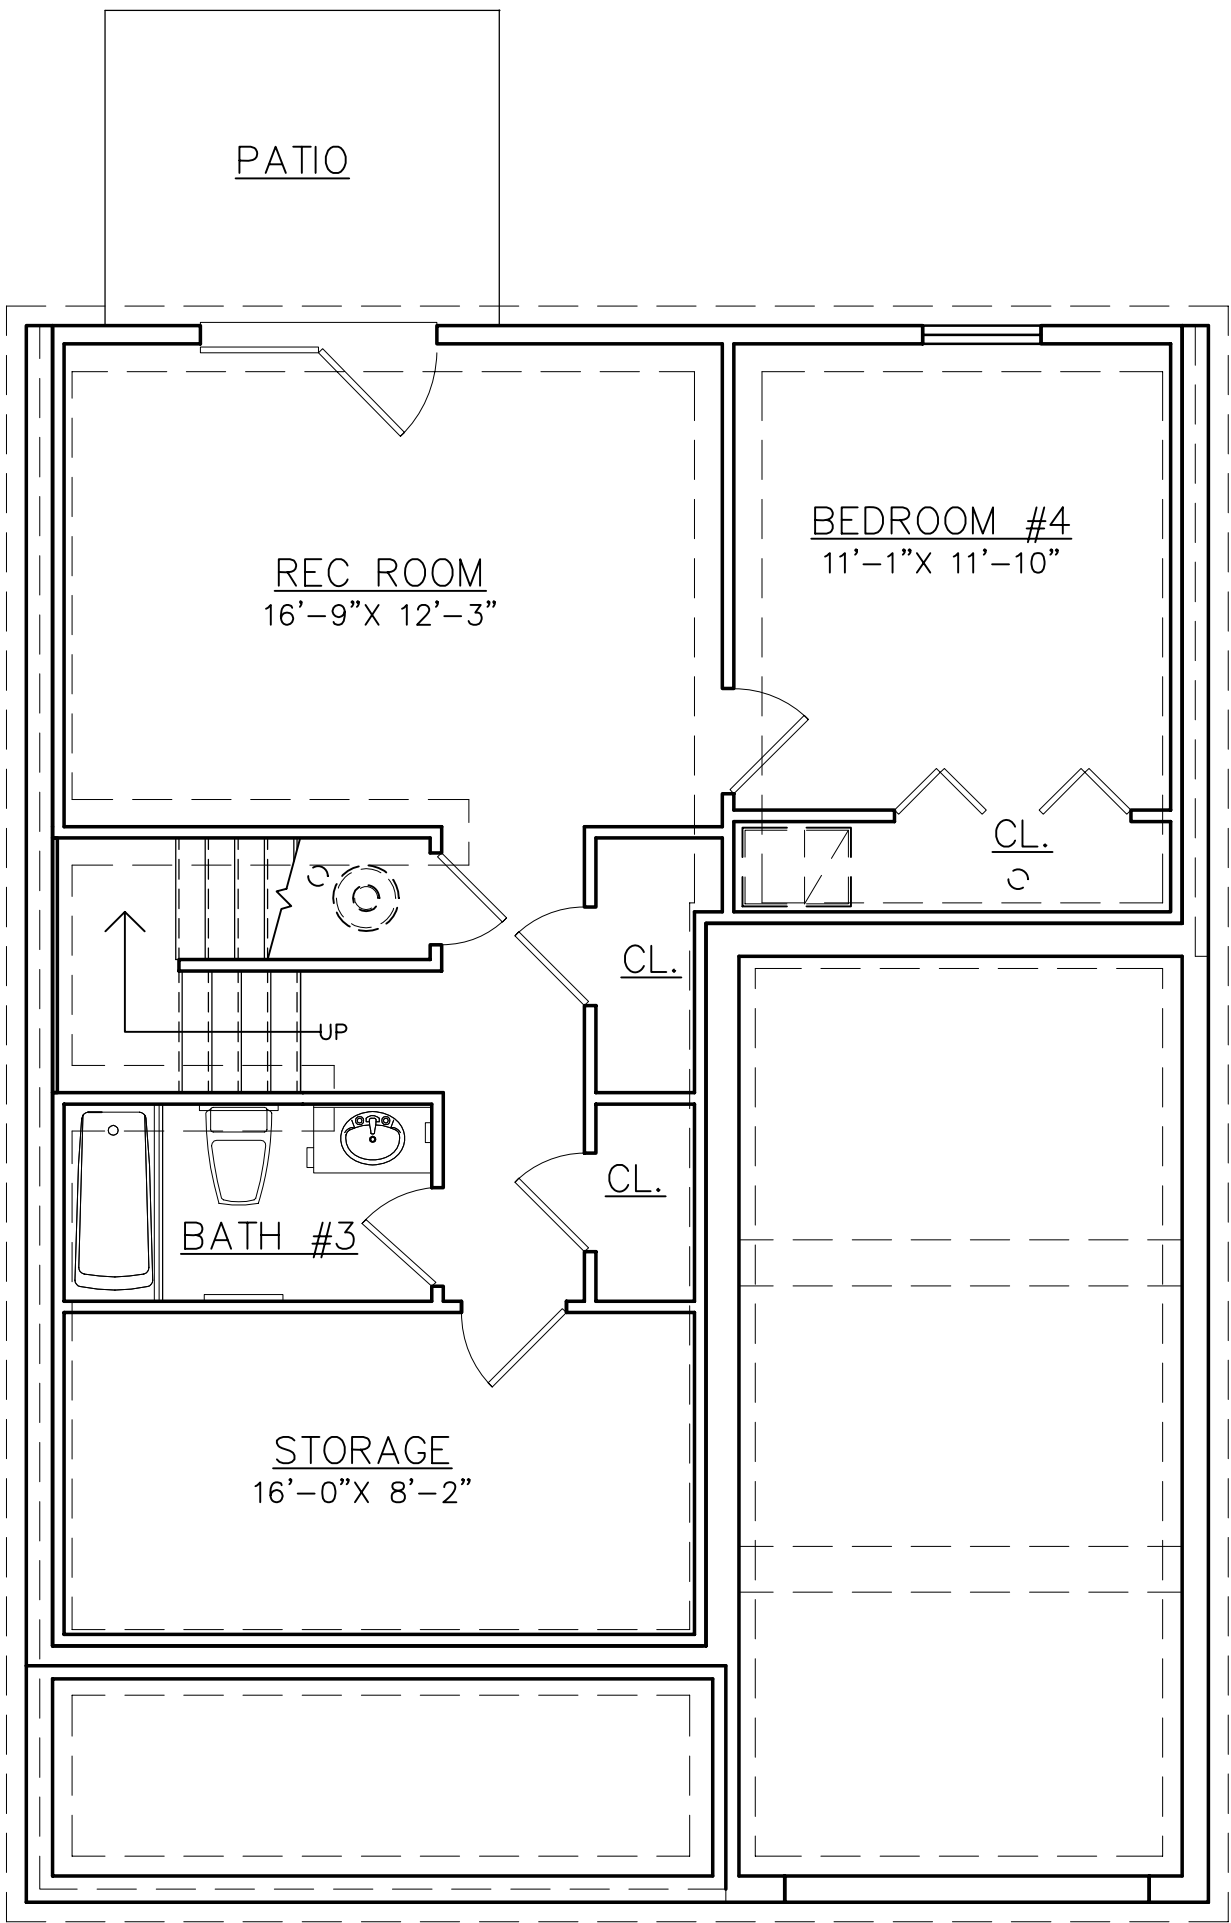 PATIO
BEDROOM #4
11'-1"X 11'-10"
REC ROOM
16'-9"X 12'-3"
CL.
CL.
UP
CL.
BATH #3
STORAGE
16'-0"X 8'-2"